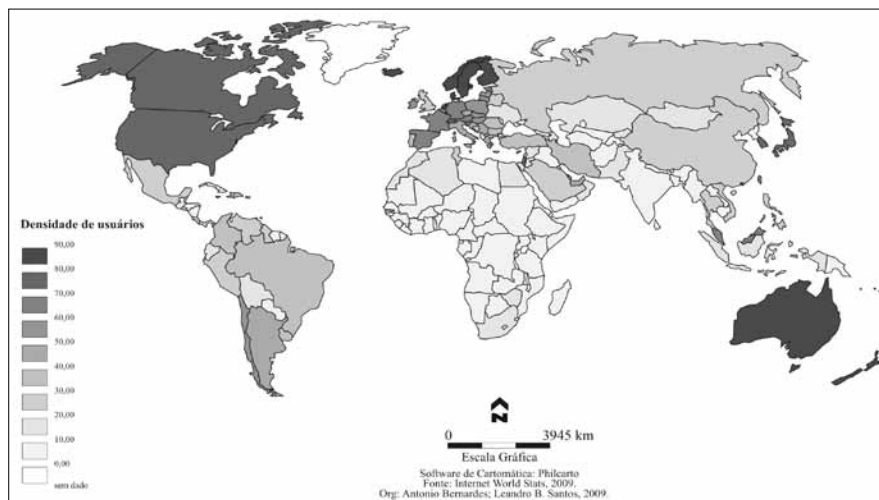 Densidade de usuários
90,00
80,00
70,00
60,00
50,00
40,00
30,00
20,00
10,00
0,00
sem dado
N
0 3945 km
Escala Gráfica
Software de Cartomática: Philcarto
Fonte: Internet World Stats, 2009.
Org: Antonio Bernardes; Leandro B. Santos, 2009.